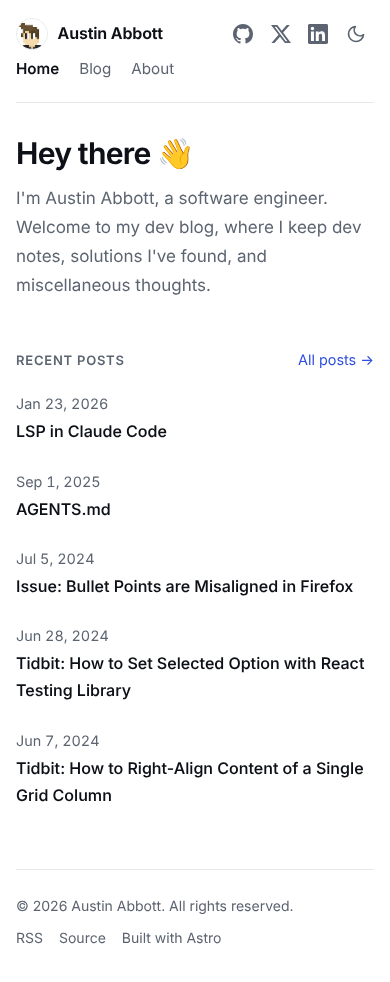 Austin Abbott
Home Blog About
Hey there 👋
I'm Austin Abbott, a software engineer.
Welcome to my dev blog, where I keep dev
notes, solutions I've found, and
miscellaneous thoughts.
RECENT POSTS All posts →
Jan 23, 2026
LSP in Claude Code
Sep 1, 2025
AGENTS.md
Jul 5, 2024
Issue: Bullet Points are Misaligned in Firefox
Jun 28, 2024
Tidbit: How to Set Selected Option with React
Testing Library
Jun 7, 2024
Tidbit: How to Right-Align Content of a Single
Grid Column
© 2026 Austin Abbott. All rights reserved.
RSS Source Built with Astro